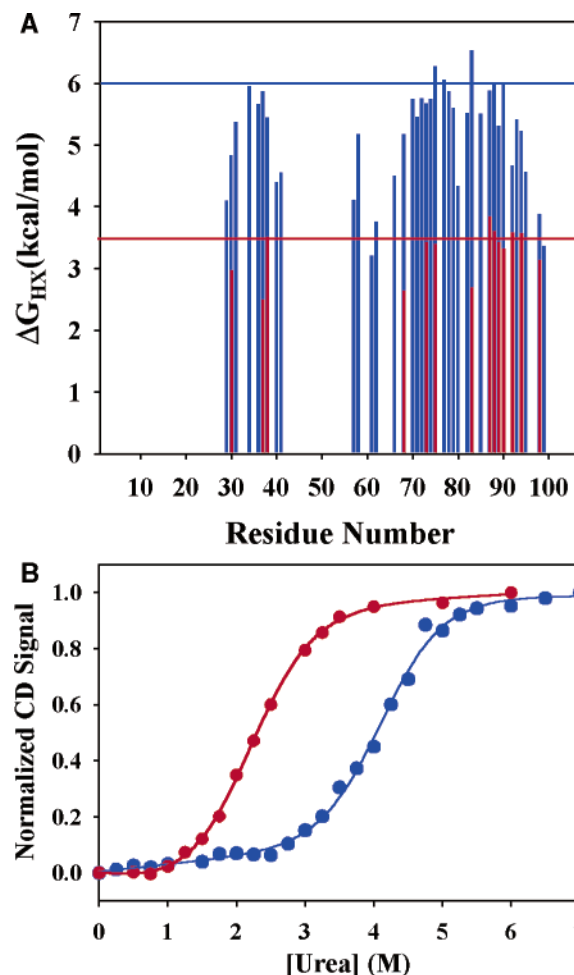 A
7
6
5
4
3
2
1
0
ΔG_HX(kcal/mol)
10 20 30 40 50 60 70 80 90 100
Residue Number
B
1.0
0.8
0.6
0.4
0.2
0.0
Normalized CD Signal
0 1 2 3 4 5 6
[Urea] (M)